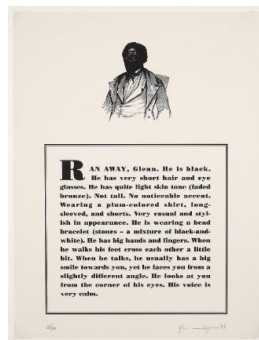 RAN AWAY, Glenn. He is black.
He has very short hair and eye
glasses. He has quite light skin tone (faded
bronze). Not tall. No noticeable accent.
Wearing a plum-colored shirt, long-
sleeved, and shorts. Very casual and styl-
ish in appearance. He is wearing a bead
bracelet (stones – a mixture of black-and-
white). He has big hands and fingers. When
he walks his feet cross each other a little
bit. When he talks, he usually has a big
smile towards you, yet he faces you from a
slightly different angle. He looks at you
from the corner of his eyes. His voice is
very calm.